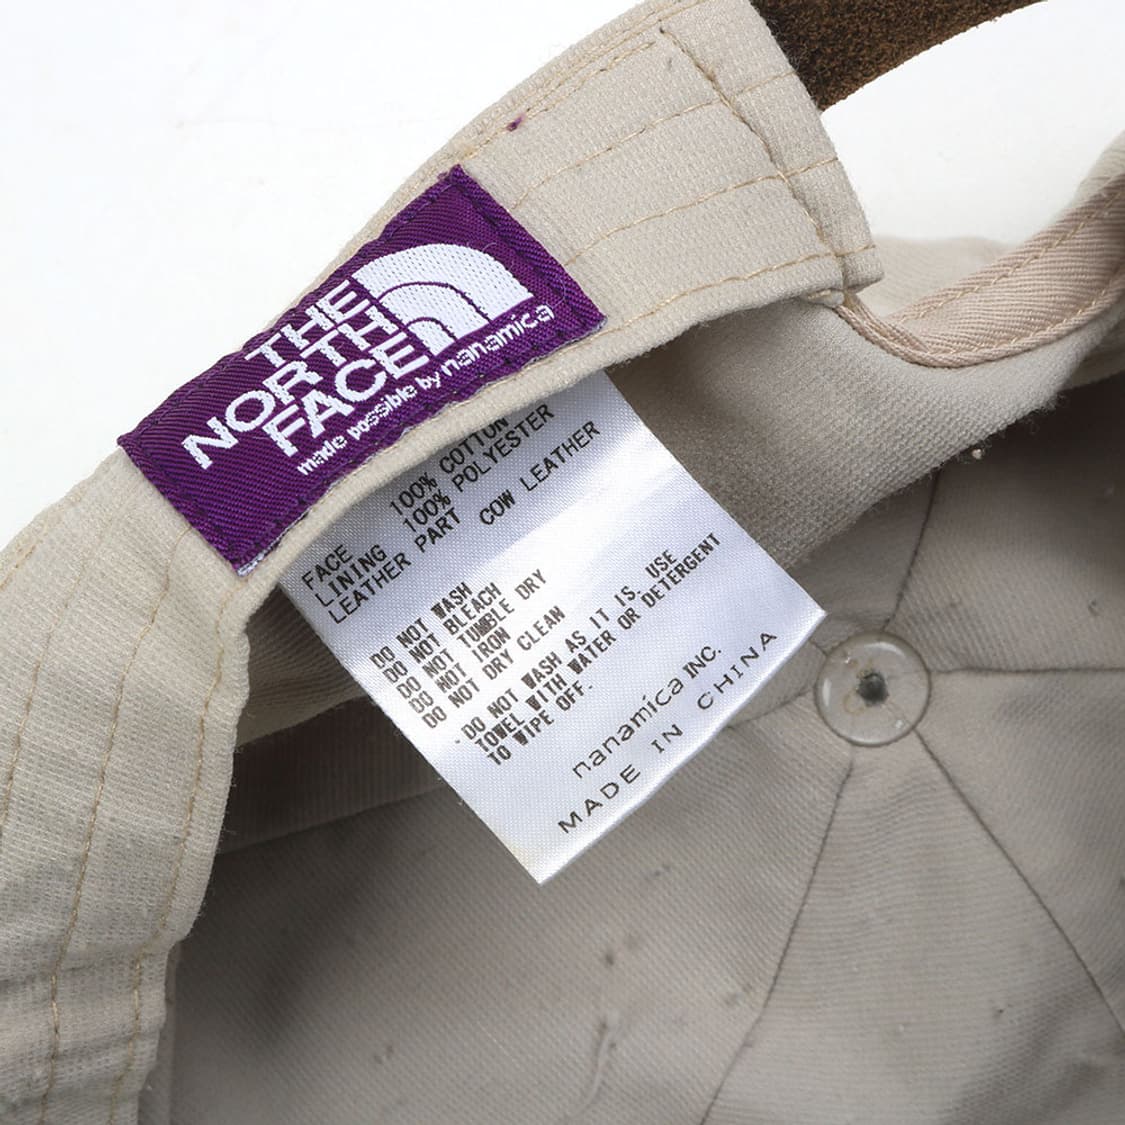 THE
NORTH
FACE
made possible by nanamica
FACE 100% COTTON
LINING 100% POLYESTER
LEATHER PART COW LEATHER
DO NOT WASH
DO NOT BLEACH
DO NOT TUMBLE DRY
DO NOT IRON
DO NOT DRY CLEAN
·DO NOT WASH AS IT IS. USE
TOWEL WITH WATER OR DETERGENT
TO WIPE OFF.
nanamica INC.
MADE IN CHINA